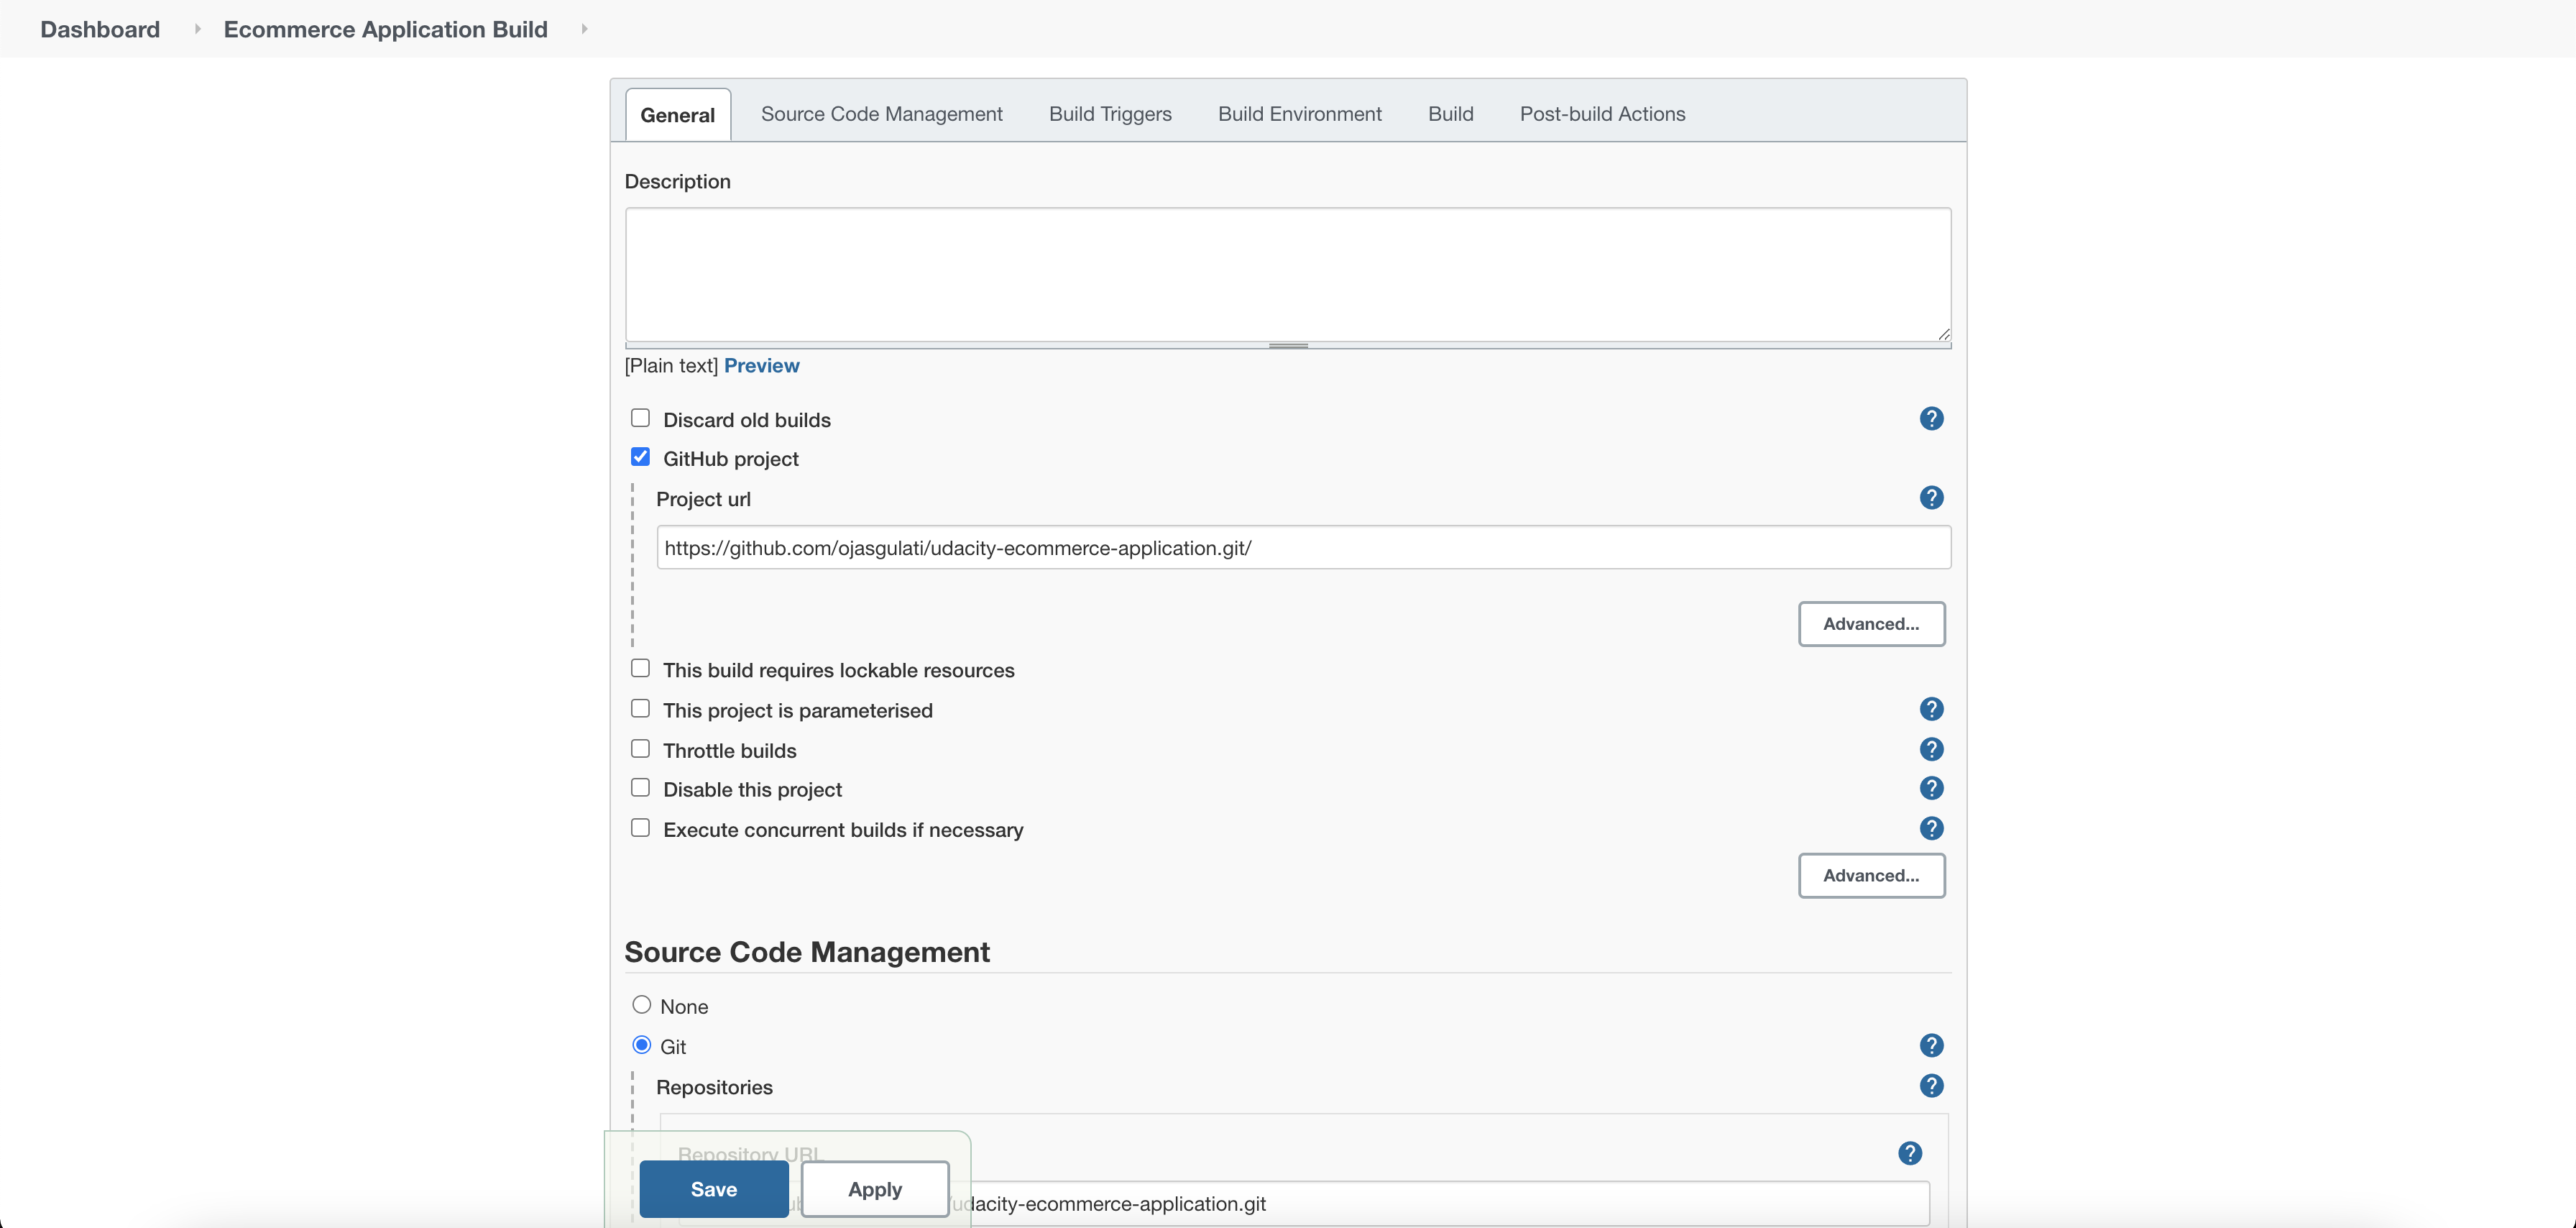 Dashboard Ecommerce Application Build
General Source Code Management Build Triggers Build Environment Build Post-build Actions
Description
[Plain text] Preview
Discard old builds ?
GitHub project
Project url ?
https://github.com/ojasgulati/udacity-ecommerce-application.git/
Advanced...
This build requires lockable resources
This project is parameterised ?
Throttle builds ?
Disable this project ?
Execute concurrent builds if necessary ?
Advanced...
Source Code Management
None
Git ?
Repositories ?
Repository URL ?
Save Apply /udacity-ecommerce-application.git